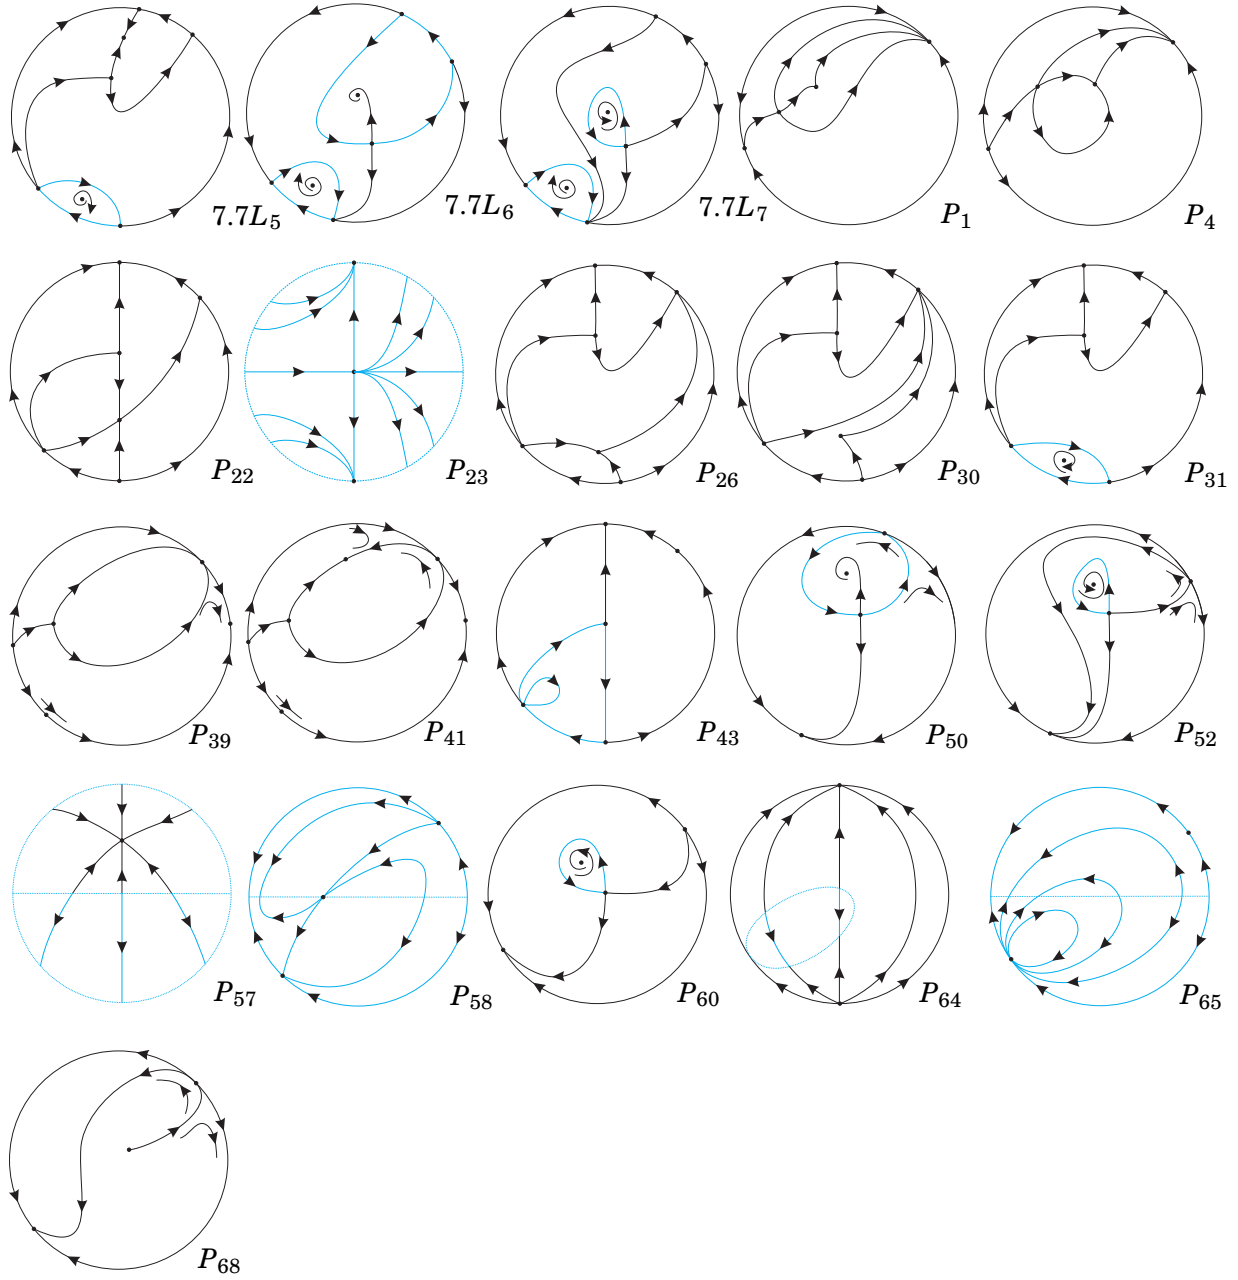 7.7L₅ 7.7L₆ 7.7L₇ P₁ P₄
P₂₂ P₂₃ P₂₆ P₃₀ P₃₁
P₃₉ P₄₁ P₄₃ P₅₀ P₅₂
P₅₇ P₅₈ P₆₀ P₆₄ P₆₅
P₆₈